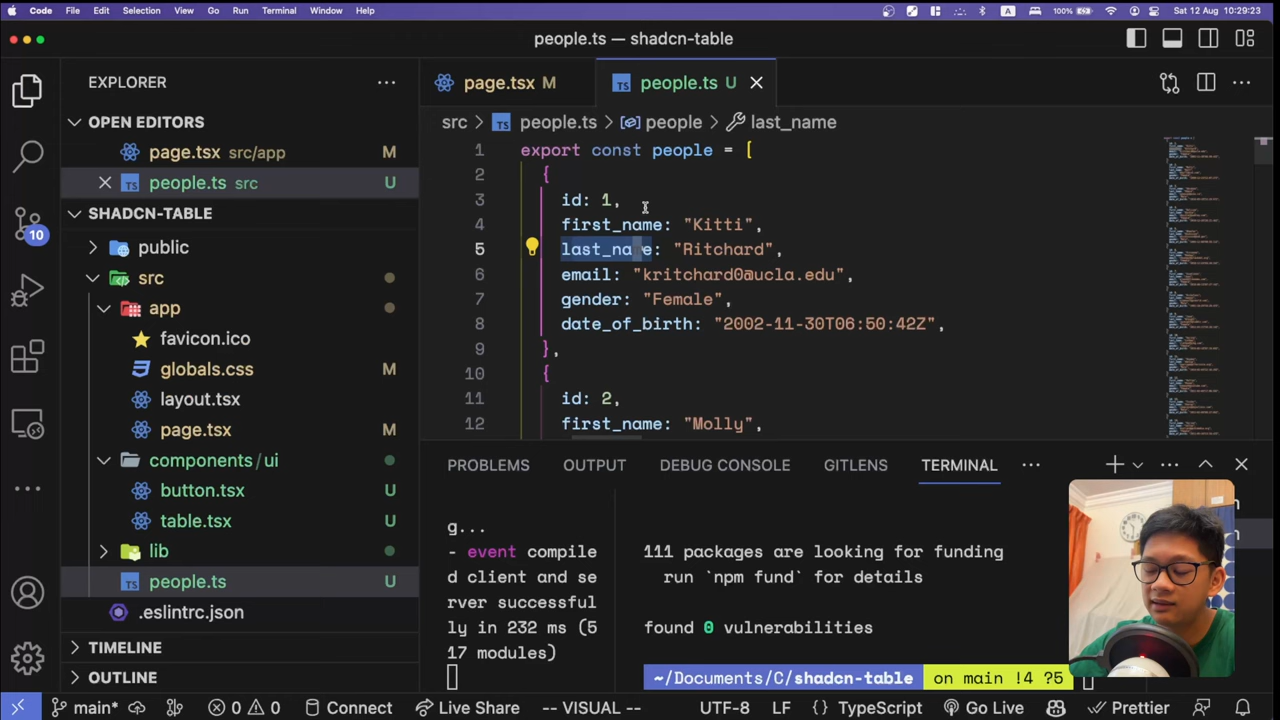 Code File Edit Selection View Go Run Terminal Window Help A 100% Sat 12 Aug 10:29:23
people.ts — shadcn-table
EXPLORER
OPEN EDITORS
page.tsx src/app M
people.ts src U
SHADCN-TABLE
public
src
app
favicon.ico
globals.css M
layout.tsx
page.tsx M
components/ui
button.tsx U
table.tsx U
lib
people.ts U
.eslintrc.json
TIMELINE
OUTLINE
10
page.tsx M
TS people.ts U
src > TS people.ts > people > last_name
1 export const people = [
2 {
3 id: 1,
4 first_name: "Kitti",
5 last_name: "Ritchard",
6 email: "kritchard0@ucla.edu",
7 gender: "Female",
8 date_of_birth: "2002-11-30T06:50:42Z",
9 },
10 {
11 id: 2,
12 first_name: "Molly",
PROBLEMS OUTPUT DEBUG CONSOLE GITLENS TERMINAL
g...
- event compile
d client and se
rver successful
ly in 232 ms (5
17 modules)
111 packages are looking for funding
run `npm fund` for details
found 0 vulnerabilities
~/Documents/C/shadcn-table on main !4 ?5
main* 0 0 Connect Live Share -- VISUAL -- UTF-8 LF {} TypeScript Go Live Prettier